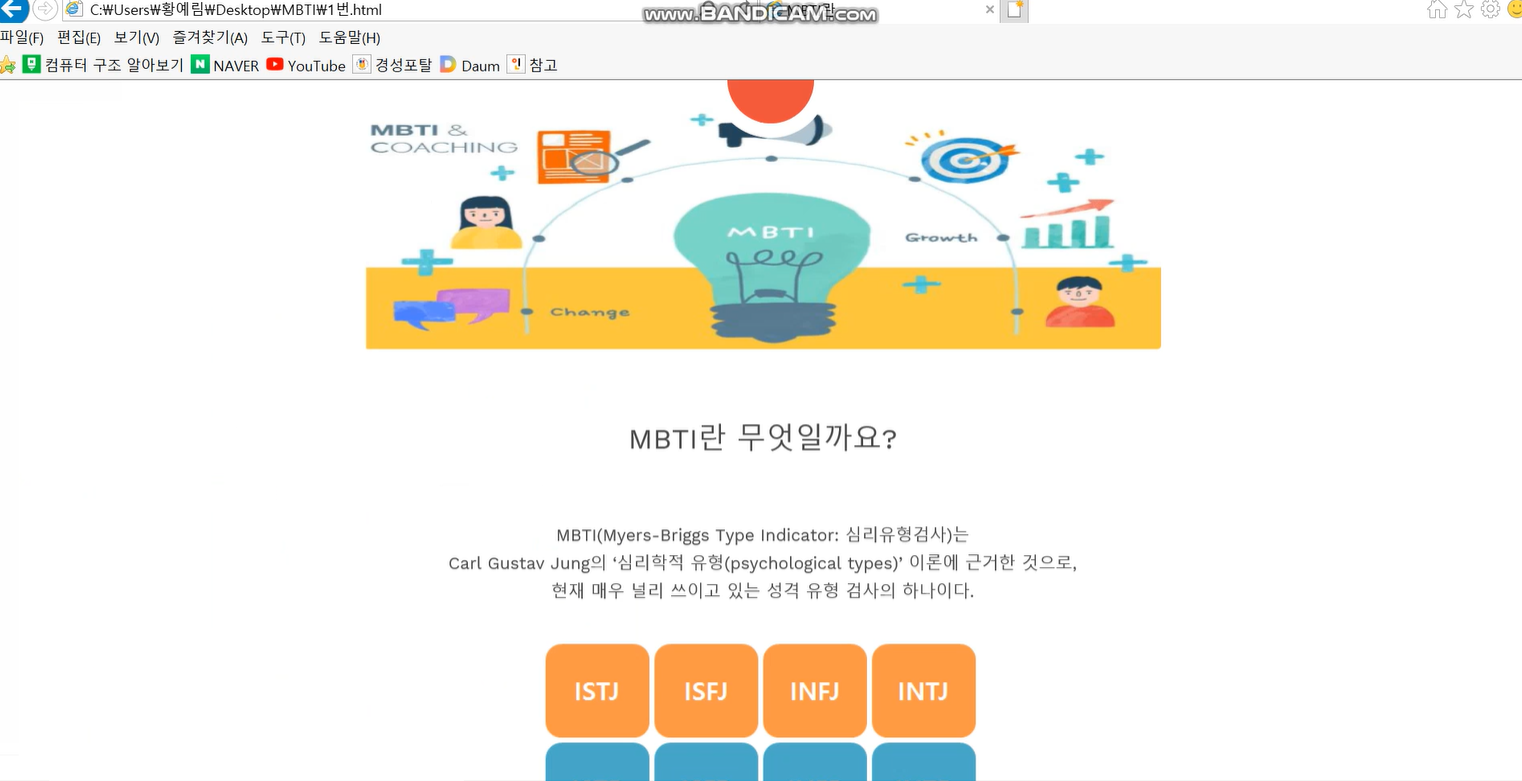 C:₩Users₩황예림₩Desktop₩MBTI₩1번.html
www.BANDICAM.com
파일(F) 편집(E) 보기(V) 즐겨찾기(A) 도구(T) 도움말(H)
컴퓨터 구조 알아보기 NAVER YouTube 경성포탈 Daum 참고
MBTI &
COACHING
MBTI
Growth
Change
MBTI란 무엇일까요?
MBTI(Myers-Briggs Type Indicator: 심리유형검사)는
Carl Gustav Jung의 ‘심리학적 유형(psychological types)’ 이론에 근거한 것으로,
현재 매우 널리 쓰이고 있는 성격 유형 검사의 하나이다.
ISTJ ISFJ INFJ INTJ